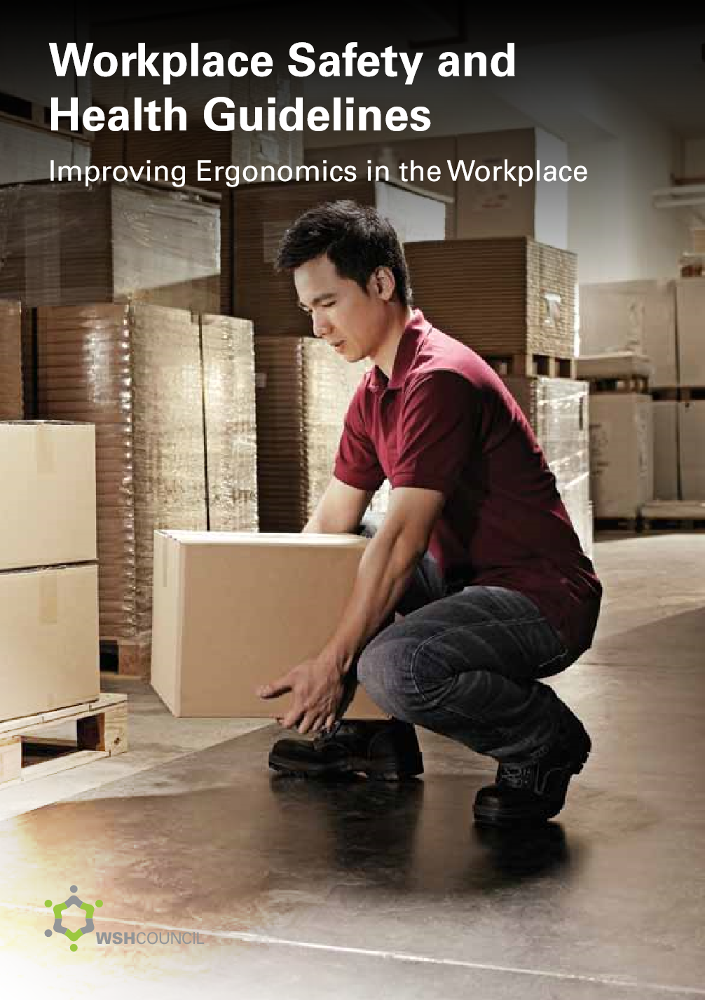 Workplace Safety and
Health Guidelines
Improving Ergonomics in the Workplace
WSHCOUNCIL